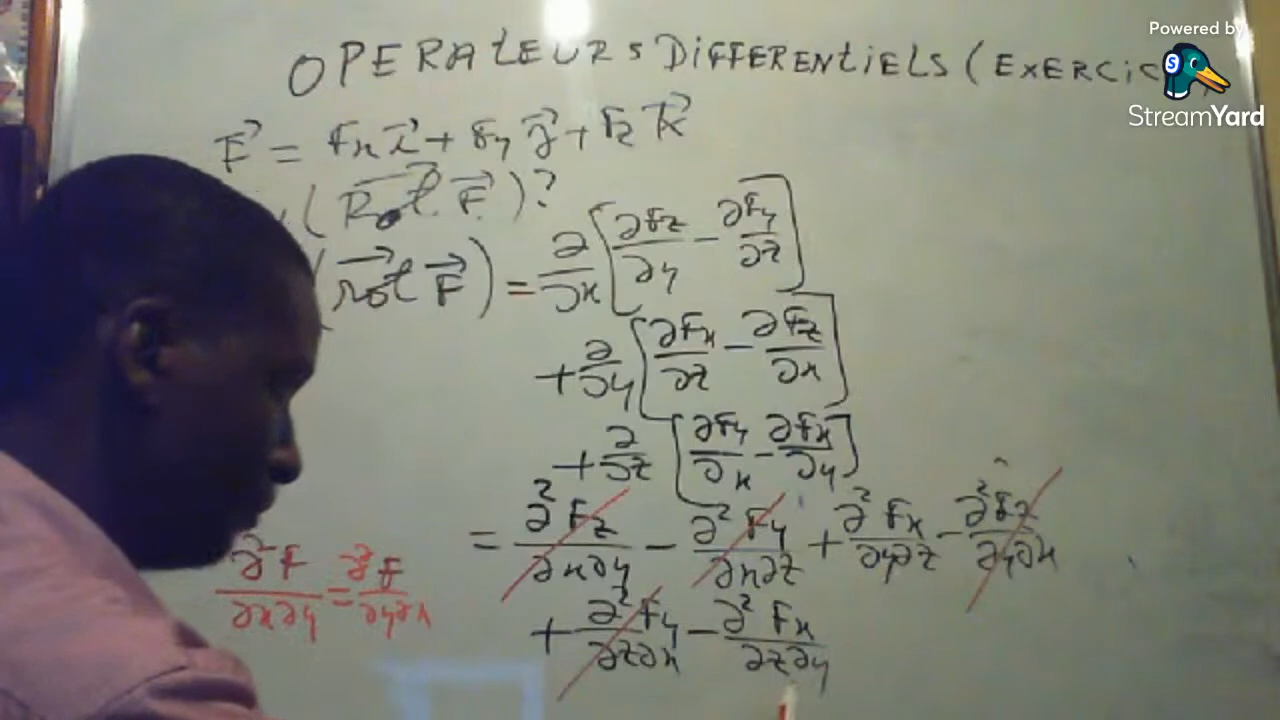 Powered by
StreamYard
OPERATEURS DIFFERENTIELS (EXERCIC
F⃗ = Fx i⃗ + Fy j⃗ + Fz k⃗
(Rot⃗ F⃗)?
(rot⃗ F⃗) = ∂/∂x [∂Fz/∂y − ∂Fy/∂z]
+ ∂/∂y [∂Fx/∂z − ∂Fz/∂x]
+ ∂/∂z [∂Fy/∂x − ∂Fx/∂y]
= ∂²Fz/∂x∂y − ∂²Fy/∂x∂z + ∂²Fx/∂y∂z − ∂²Fz/∂y∂x
+ ∂²Fy/∂z∂x − ∂²Fx/∂z∂y
∂²F/∂x∂y = ∂²F/∂y∂x